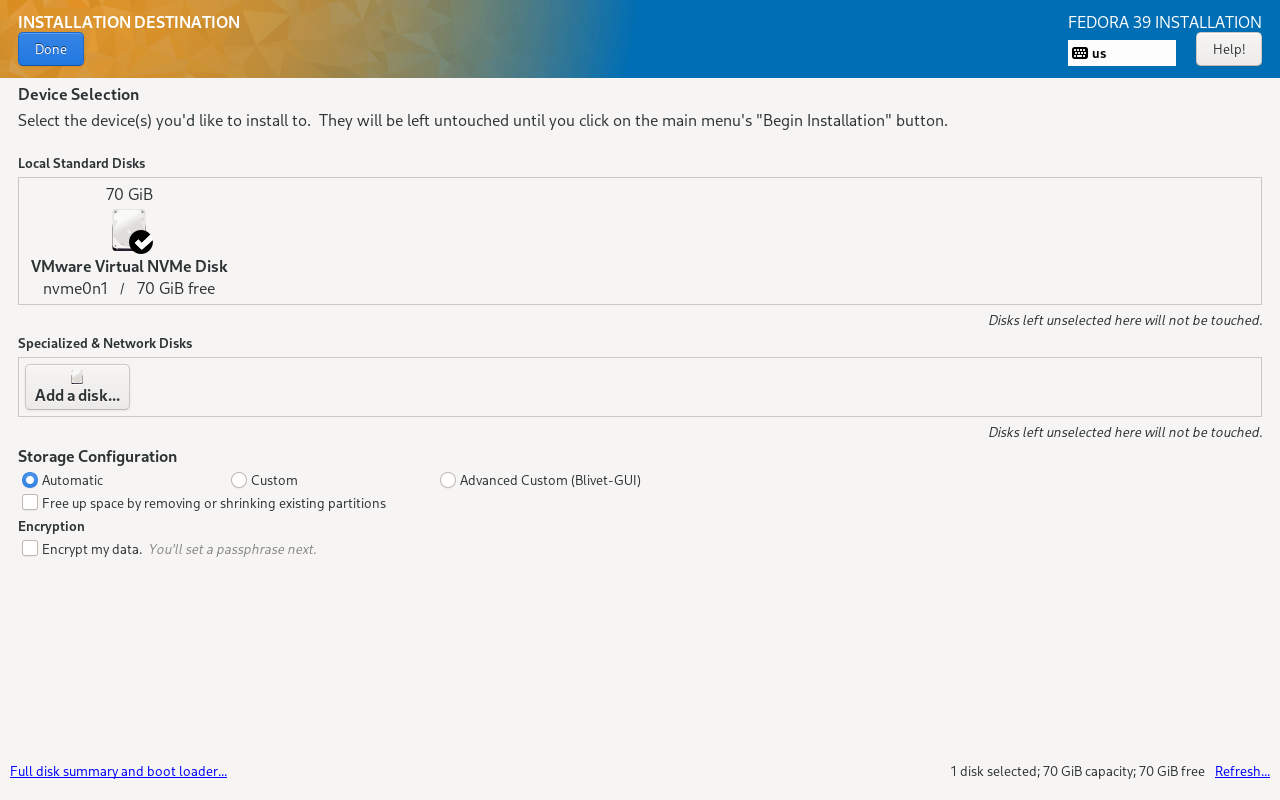 INSTALLATION DESTINATION
FEDORA 39 INSTALLATION
Done
us
Help!
Device Selection
Select the device(s) you'd like to install to.  They will be left untouched until you click on the main menu's "Begin Installation" button.
Local Standard Disks
70 GiB
VMware Virtual NVMe Disk
nvme0n1 / 70 GiB free
Disks left unselected here will not be touched.
Specialized & Network Disks
Add a disk...
Disks left unselected here will not be touched.
Storage Configuration
Automatic Custom Advanced Custom (Blivet-GUI)
Free up space by removing or shrinking existing partitions
Encryption
Encrypt my data. You'll set a passphrase next.
Full disk summary and boot loader... 1 disk selected; 70 GiB capacity; 70 GiB free Refresh...